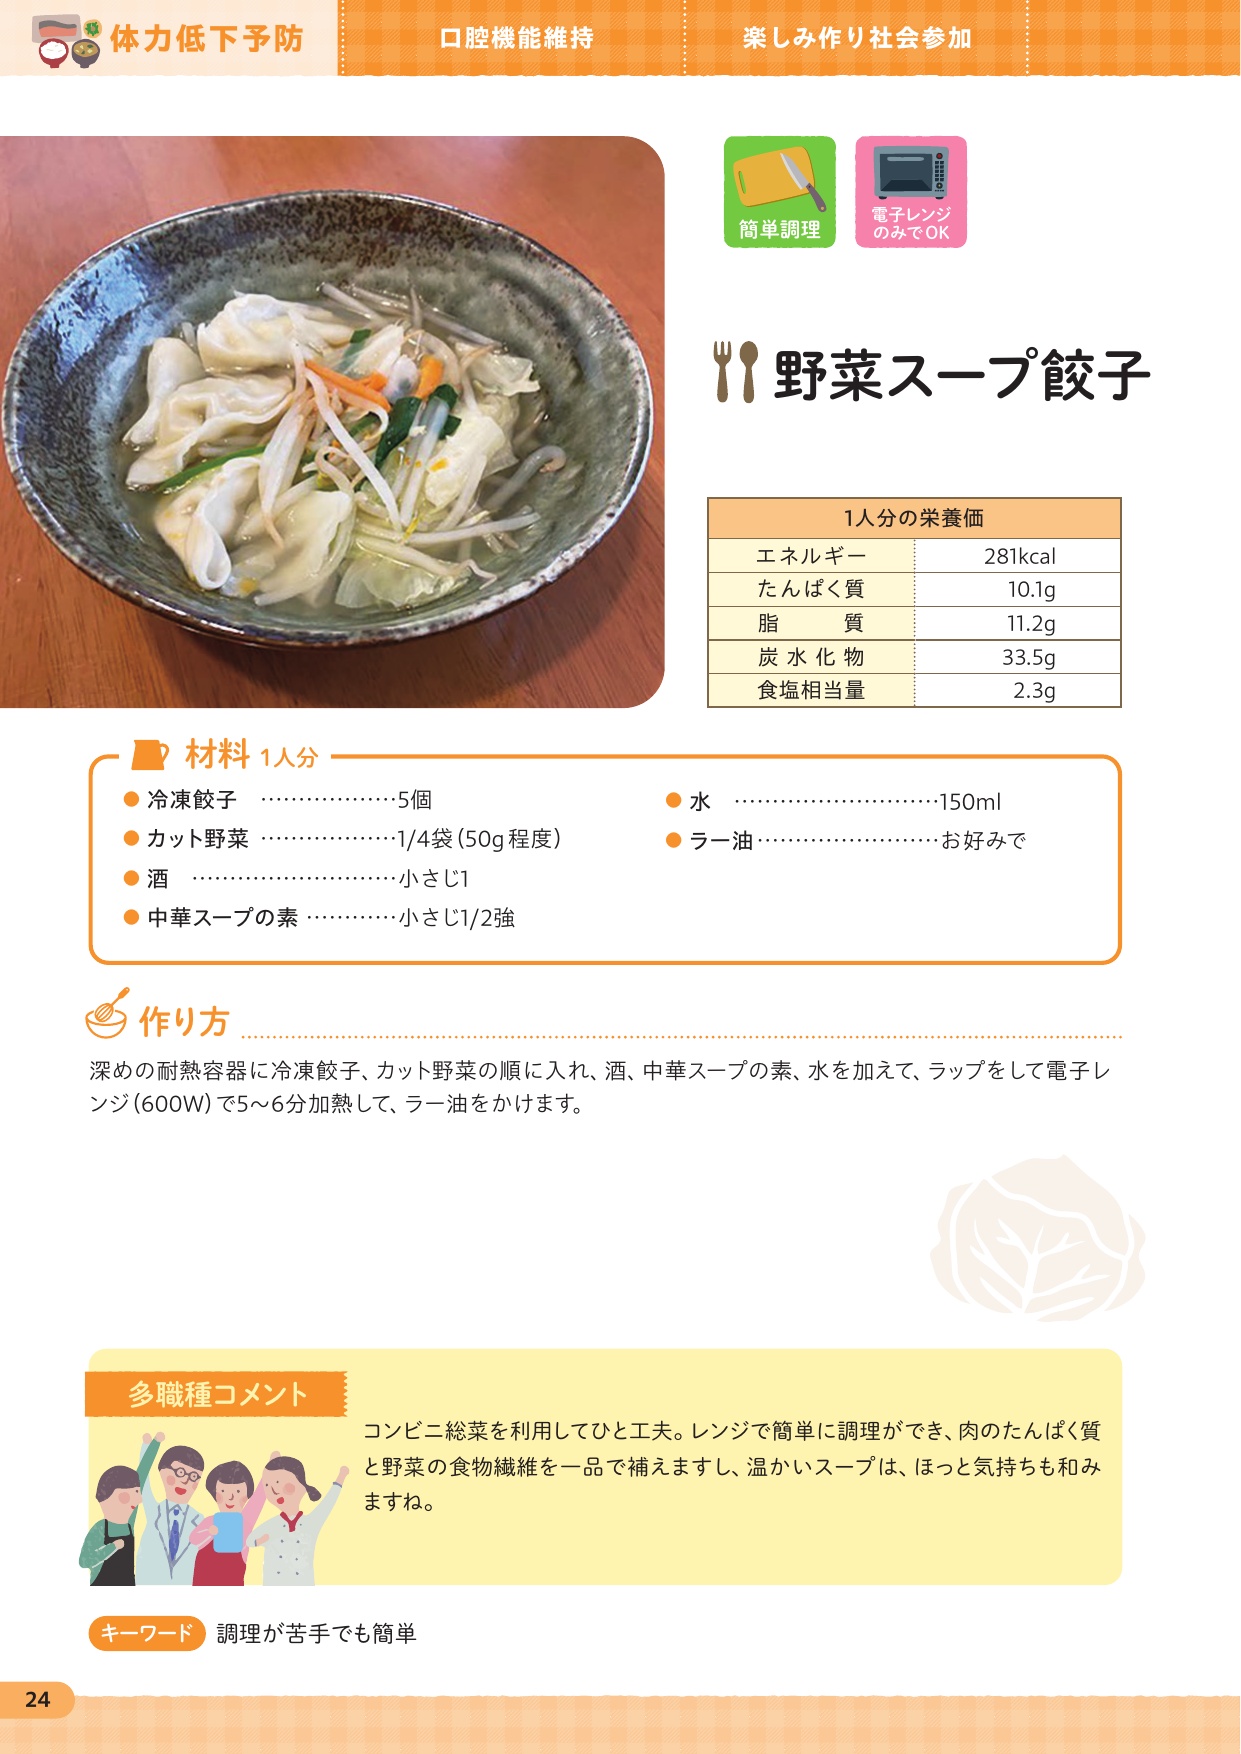 体力低下予防
口腔機能維持
楽しみ作り社会参加
簡単調理
電子レンジ
のみでOK
野菜スープ餃子
1人分の栄養価
エネルギー 281kcal
たんぱく質 10.1g
脂 質 11.2g
炭水化物 33.5g
食塩相当量 2.3g
材料 1人分
● 冷凍餃子 ………………5個
● カット野菜 ………………1/4袋(50g程度)
● 酒 ………………………小さじ1
● 中華スープの素 …………小さじ1/2強
● 水 ………………………150ml
● ラー油……………………お好みで
作り方
深めの耐熱容器に冷凍餃子、カット野菜の順に入れ、酒、中華スープの素、水を加えて、ラップをして電子レ
ンジ(600W)で5〜6分加熱して、ラー油をかけます。
多職種コメント
コンビニ総菜を利用してひと工夫。レンジで簡単に調理ができ、肉のたんぱく質
と野菜の食物繊維を一品で補えますし、温かいスープは、ほっと気持ちも和み
ますね。
キーワード 調理が苦手でも簡単
24